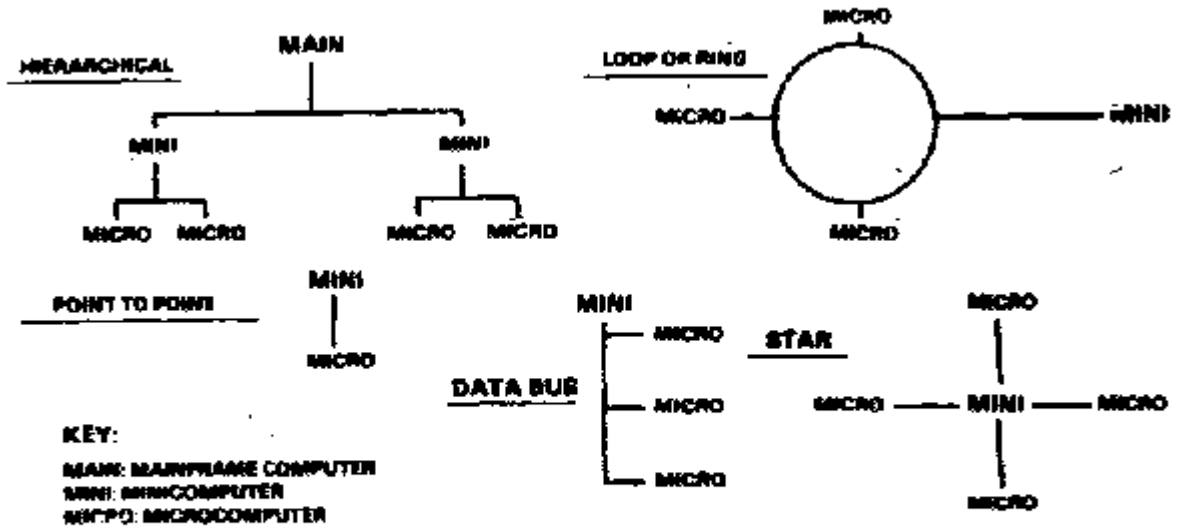 HIERARCHICAL
MAIN
MINI MINI
MICRO MICRO MICRO MICRO
LOOP OR RING
MICRO
MICRO MINI
MICRO
POINT TO POINT
MINI
MICRO
DATA BUS
MINI
MICRO
MICRO
MICRO
STAR
MICRO
MICRO MINI MICRO
MICRO
KEY:
MAIN: MAINFRAME COMPUTER
MINI: MINICOMPUTER
MICRO: MICROCOMPUTER